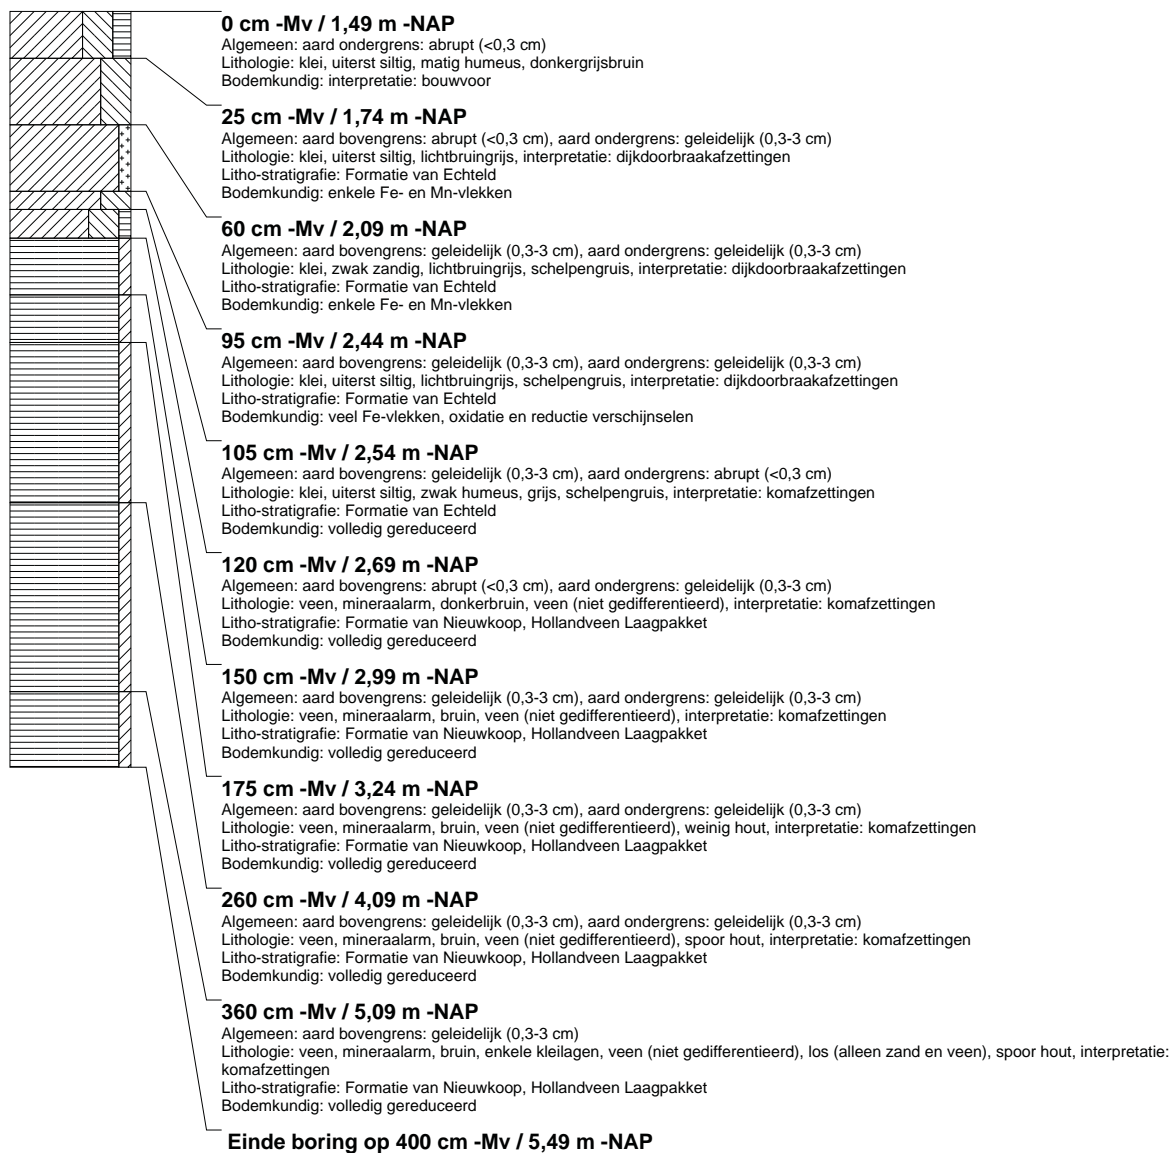 0 cm -Mv / 1,49 m -NAP
Algemeen: aard ondergrens: abrupt (<0,3 cm)
Lithologie: klei, uiterst siltig, matig humeus, donkergrijsbruin
Bodemkundig: interpretatie: bouwvoor
25 cm -Mv / 1,74 m -NAP
Algemeen: aard bovengrens: abrupt (<0,3 cm), aard ondergrens: geleidelijk (0,3-3 cm)
Lithologie: klei, uiterst siltig, lichtbruingrijs, interpretatie: dijkdoorbraakafzettingen
Litho-stratigrafie: Formatie van Echteld
Bodemkundig: enkele Fe- en Mn-vlekken
60 cm -Mv / 2,09 m -NAP
Algemeen: aard bovengrens: geleidelijk (0,3-3 cm), aard ondergrens: geleidelijk (0,3-3 cm)
Lithologie: klei, zwak zandig, lichtbruingrijs, schelpengruis, interpretatie: dijkdoorbraakafzettingen
Litho-stratigrafie: Formatie van Echteld
Bodemkundig: enkele Fe- en Mn-vlekken
95 cm -Mv / 2,44 m -NAP
Algemeen: aard bovengrens: geleidelijk (0,3-3 cm), aard ondergrens: geleidelijk (0,3-3 cm)
Lithologie: klei, uiterst siltig, lichtbruingrijs, schelpengruis, interpretatie: dijkdoorbraakafzettingen
Litho-stratigrafie: Formatie van Echteld
Bodemkundig: veel Fe-vlekken, oxidatie en reductie verschijnselen
105 cm -Mv / 2,54 m -NAP
Algemeen: aard bovengrens: geleidelijk (0,3-3 cm), aard ondergrens: abrupt (<0,3 cm)
Lithologie: klei, uiterst siltig, zwak humeus, grijs, schelpengruis, interpretatie: komafzettingen
Litho-stratigrafie: Formatie van Echteld
Bodemkundig: volledig gereduceerd
120 cm -Mv / 2,69 m -NAP
Algemeen: aard bovengrens: abrupt (<0,3 cm), aard ondergrens: geleidelijk (0,3-3 cm)
Lithologie: veen, mineraalarm, donkerbruin, veen (niet gedifferentieerd), interpretatie: komafzettingen
Litho-stratigrafie: Formatie van Nieuwkoop, Hollandveen Laagpakket
Bodemkundig: volledig gereduceerd
150 cm -Mv / 2,99 m -NAP
Algemeen: aard bovengrens: geleidelijk (0,3-3 cm), aard ondergrens: geleidelijk (0,3-3 cm)
Lithologie: veen, mineraalarm, bruin, veen (niet gedifferentieerd), interpretatie: komafzettingen
Litho-stratigrafie: Formatie van Nieuwkoop, Hollandveen Laagpakket
Bodemkundig: volledig gereduceerd
175 cm -Mv / 3,24 m -NAP
Algemeen: aard bovengrens: geleidelijk (0,3-3 cm), aard ondergrens: geleidelijk (0,3-3 cm)
Lithologie: veen, mineraalarm, bruin, veen (niet gedifferentieerd), weinig hout, interpretatie: komafzettingen
Litho-stratigrafie: Formatie van Nieuwkoop, Hollandveen Laagpakket
Bodemkundig: volledig gereduceerd
260 cm -Mv / 4,09 m -NAP
Algemeen: aard bovengrens: geleidelijk (0,3-3 cm), aard ondergrens: geleidelijk (0,3-3 cm)
Lithologie: veen, mineraalarm, bruin, veen (niet gedifferentieerd), spoor hout, interpretatie: komafzettingen
Litho-stratigrafie: Formatie van Nieuwkoop, Hollandveen Laagpakket
Bodemkundig: volledig gereduceerd
360 cm -Mv / 5,09 m -NAP
Algemeen: aard bovengrens: geleidelijk (0,3-3 cm)
Lithologie: veen, mineraalarm, bruin, enkele kleilagen, veen (niet gedifferentieerd), los (alleen zand en veen), spoor hout, interpretatie:
komafzettingen
Litho-stratigrafie: Formatie van Nieuwkoop, Hollandveen Laagpakket
Bodemkundig: volledig gereduceerd
Einde boring op 400 cm -Mv / 5,49 m -NAP